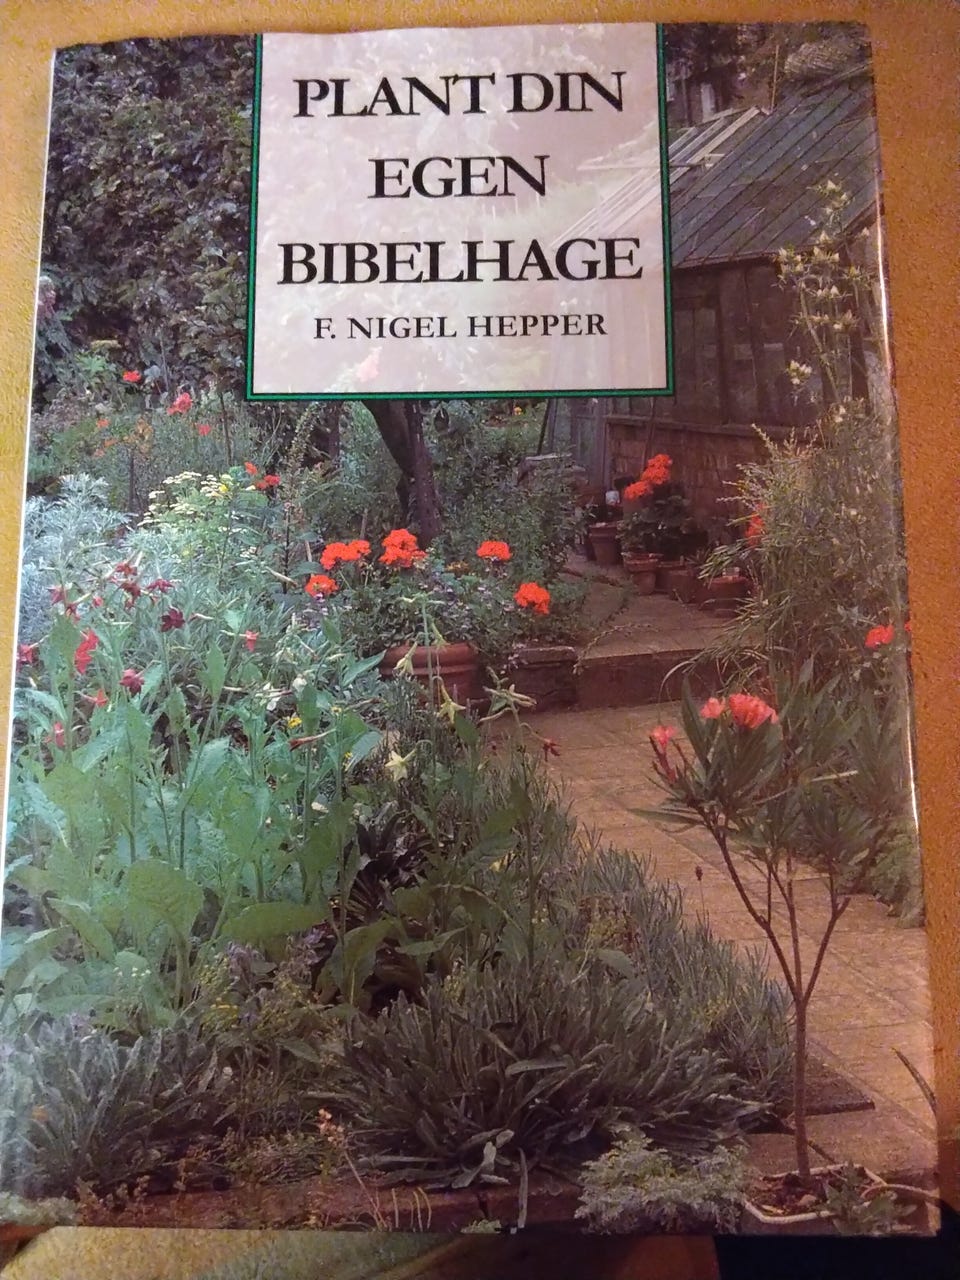 PLANT DIN
EGEN
BIBELHAGE
F. NIGEL HEPPER